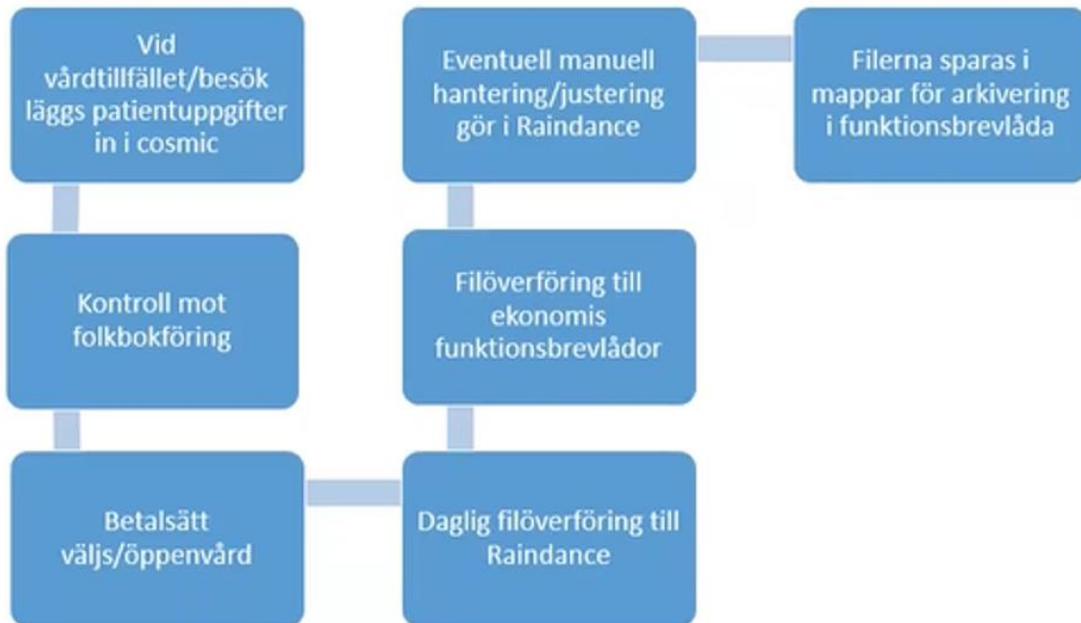 Vid
vårdtillfället/besök
läggs patientuppgifter
in i cosmic
Kontroll mot
folkbokföring
Betalsätt
väljs/öppenvård
Daglig filöverföring till
Raindance
Filöverföring till
ekonomis
funktionsbrevlådor
Eventuell manuell
hantering/justering
gör i Raindance
Filerna sparas i
mappar för arkivering
i funktionsbrevlåda